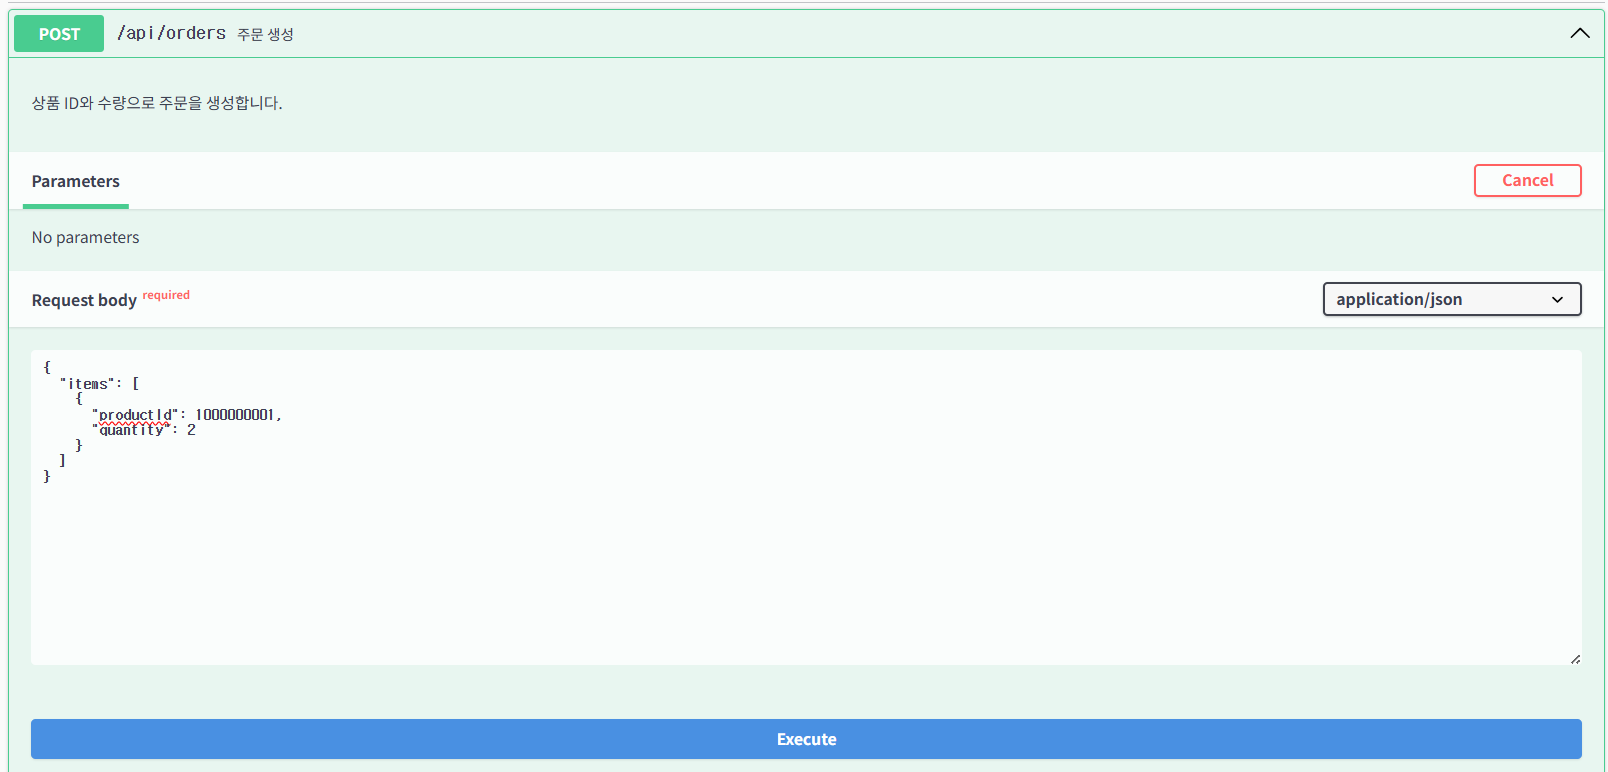 POST /api/orders 주문 생성
상품 ID와 수량으로 주문을 생성합니다.
Parameters Cancel
No parameters
Request body required application/json
{
  "items": [
    {
      "productId": 1000000001,
      "quantity": 2
    }
  ]
}
Execute